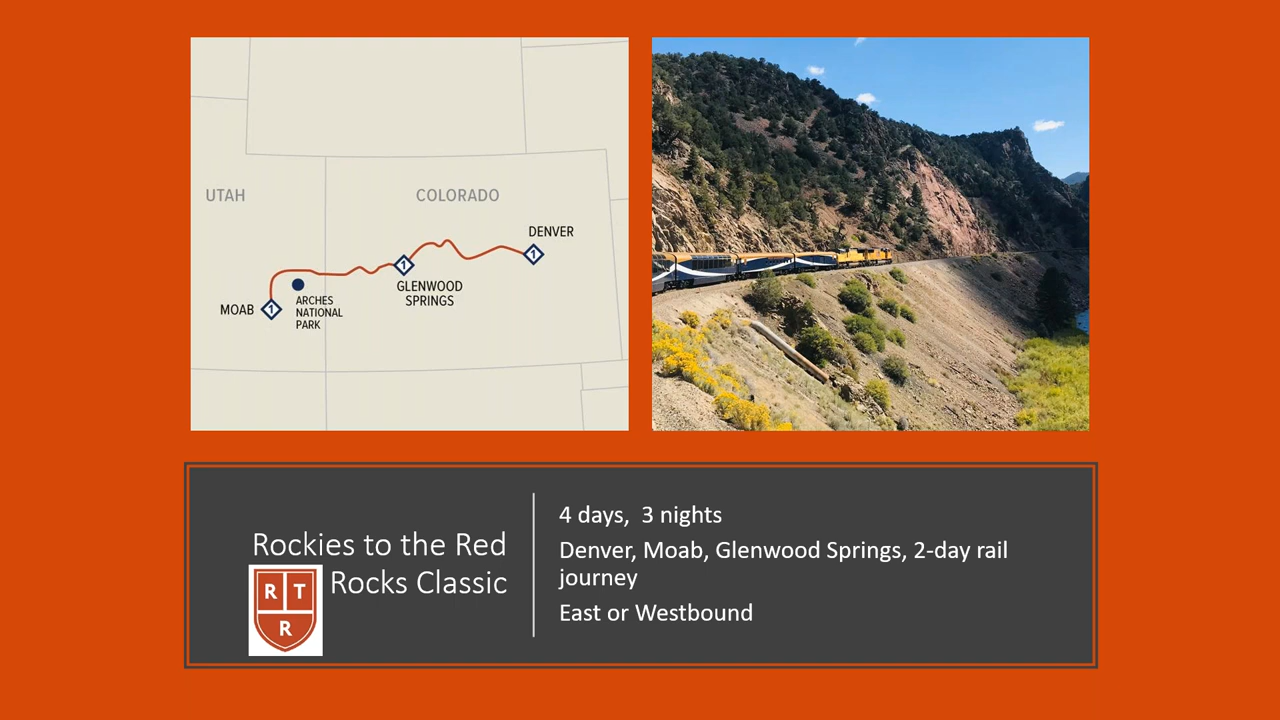 UTAH
COLORADO
DENVER
1
1
GLENWOOD
SPRINGS
MOAB
1
ARCHES
NATIONAL
PARK
Rockies to the Red
Rocks Classic
R T
R
4 days,  3 nights
Denver, Moab, Glenwood Springs, 2-day rail
journey
East or Westbound